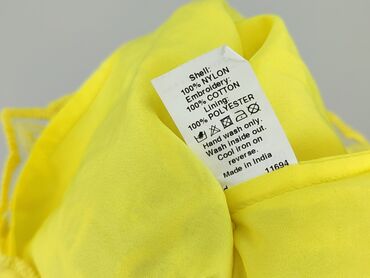 Shell:
100% NYLON
Embroidery:
100% COTTON
Lining:
100% POLYESTER
Hand wash only.
Wash inside out.
Cool iron on
reverse.
Made in India
11694